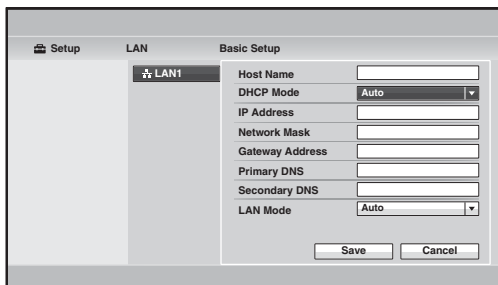 Setup LAN Basic Setup
LAN1
Host Name
DHCP Mode Auto
IP Address
Network Mask
Gateway Address
Primary DNS
Secondary DNS
LAN Mode Auto
Save Cancel